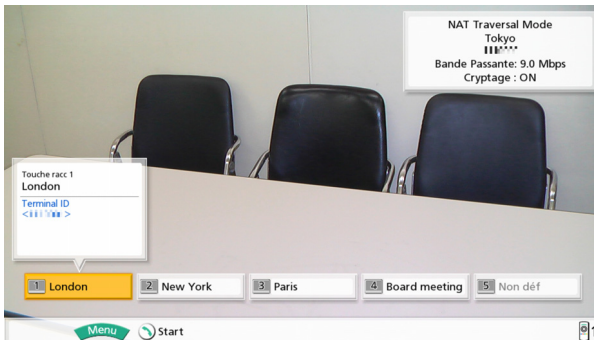 NAT Traversal Mode
Tokyo
Bande Passante: 9.0 Mbps
Cryptage : ON
Touche racc 1
London
Terminal ID
1 London
2 New York
3 Paris
4 Board meeting
5 Non déf
Menu
Start